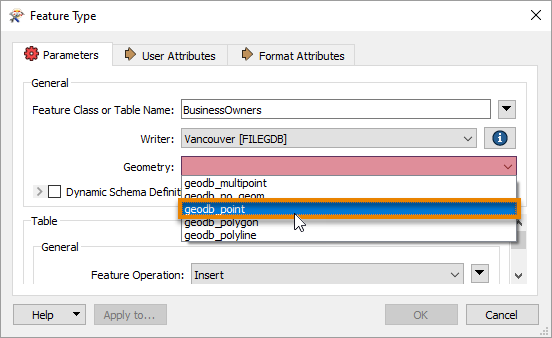 Feature Type
Parameters User Attributes Format Attributes
General
Feature Class or Table Name: BusinessOwners
Writer: Vancouver [FILEGDB]
Geometry:
geodb_multipoint
Dynamic Schema Definit geodb_no_geom
geodb_point
geodb_polygon
Table
geodb_polyline
General
Feature Operation: Insert
Help Apply to... OK Cancel